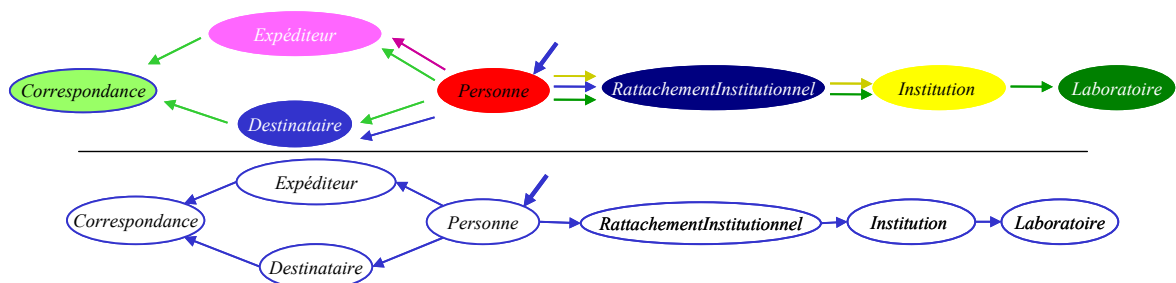 Expéditeur
Correspondance
Personne
RattachementInstitutionnel
Institution
Laboratoire
Destinataire
Expéditeur
Correspondance
Personne
RattachementInstitutionnel
Institution
Laboratoire
Destinataire